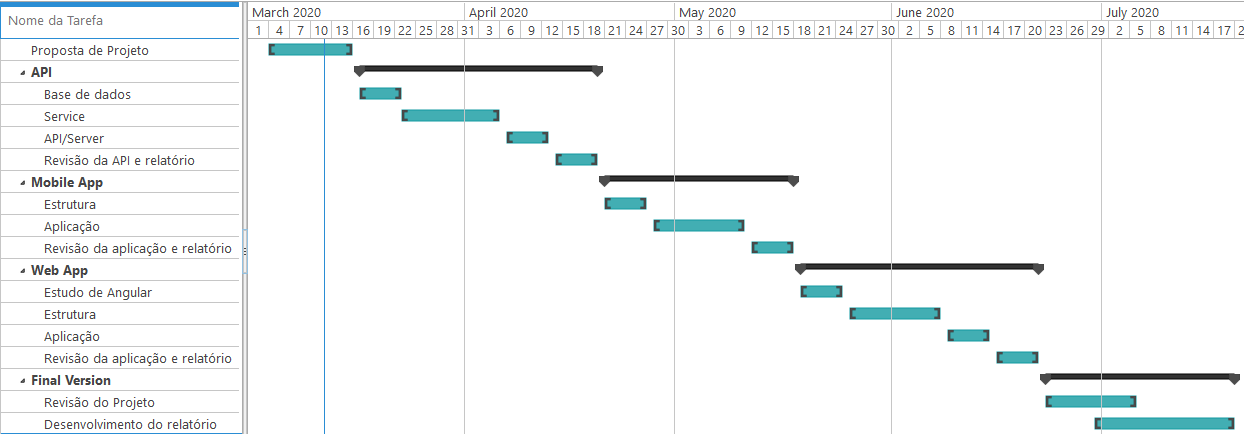 Nome da Tarefa
March 2020 April 2020 May 2020 June 2020 July 2020
1 4 7 10 13 16 19 22 25 28 31 3 6 9 12 15 18 21 24 27 30 3 6 9 12 15 18 21 24 27 30 2 5 8 11 14 17 20 23 26 29 2 5 8 11 14 17 2
Proposta de Projeto
API
Base de dados
Service
API/Server
Revisão da API e relatório
Mobile App
Estrutura
Aplicação
Revisão da aplicação e relatório
Web App
Estudo de Angular
Estrutura
Aplicação
Revisão da aplicação e relatório
Final Version
Revisão do Projeto
Desenvolvimento do relatório